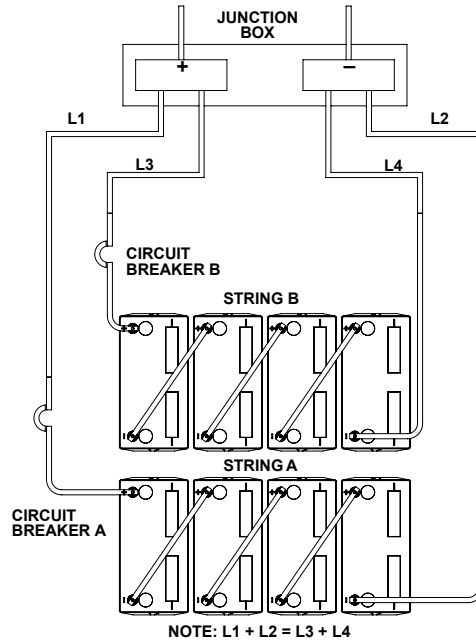 JUNCTION
BOX
+
–
L1
L2
L3
L4
CIRCUIT
BREAKER B
STRING B
STRING A
CIRCUIT
BREAKER A
NOTE: L1 + L2 = L3 + L4